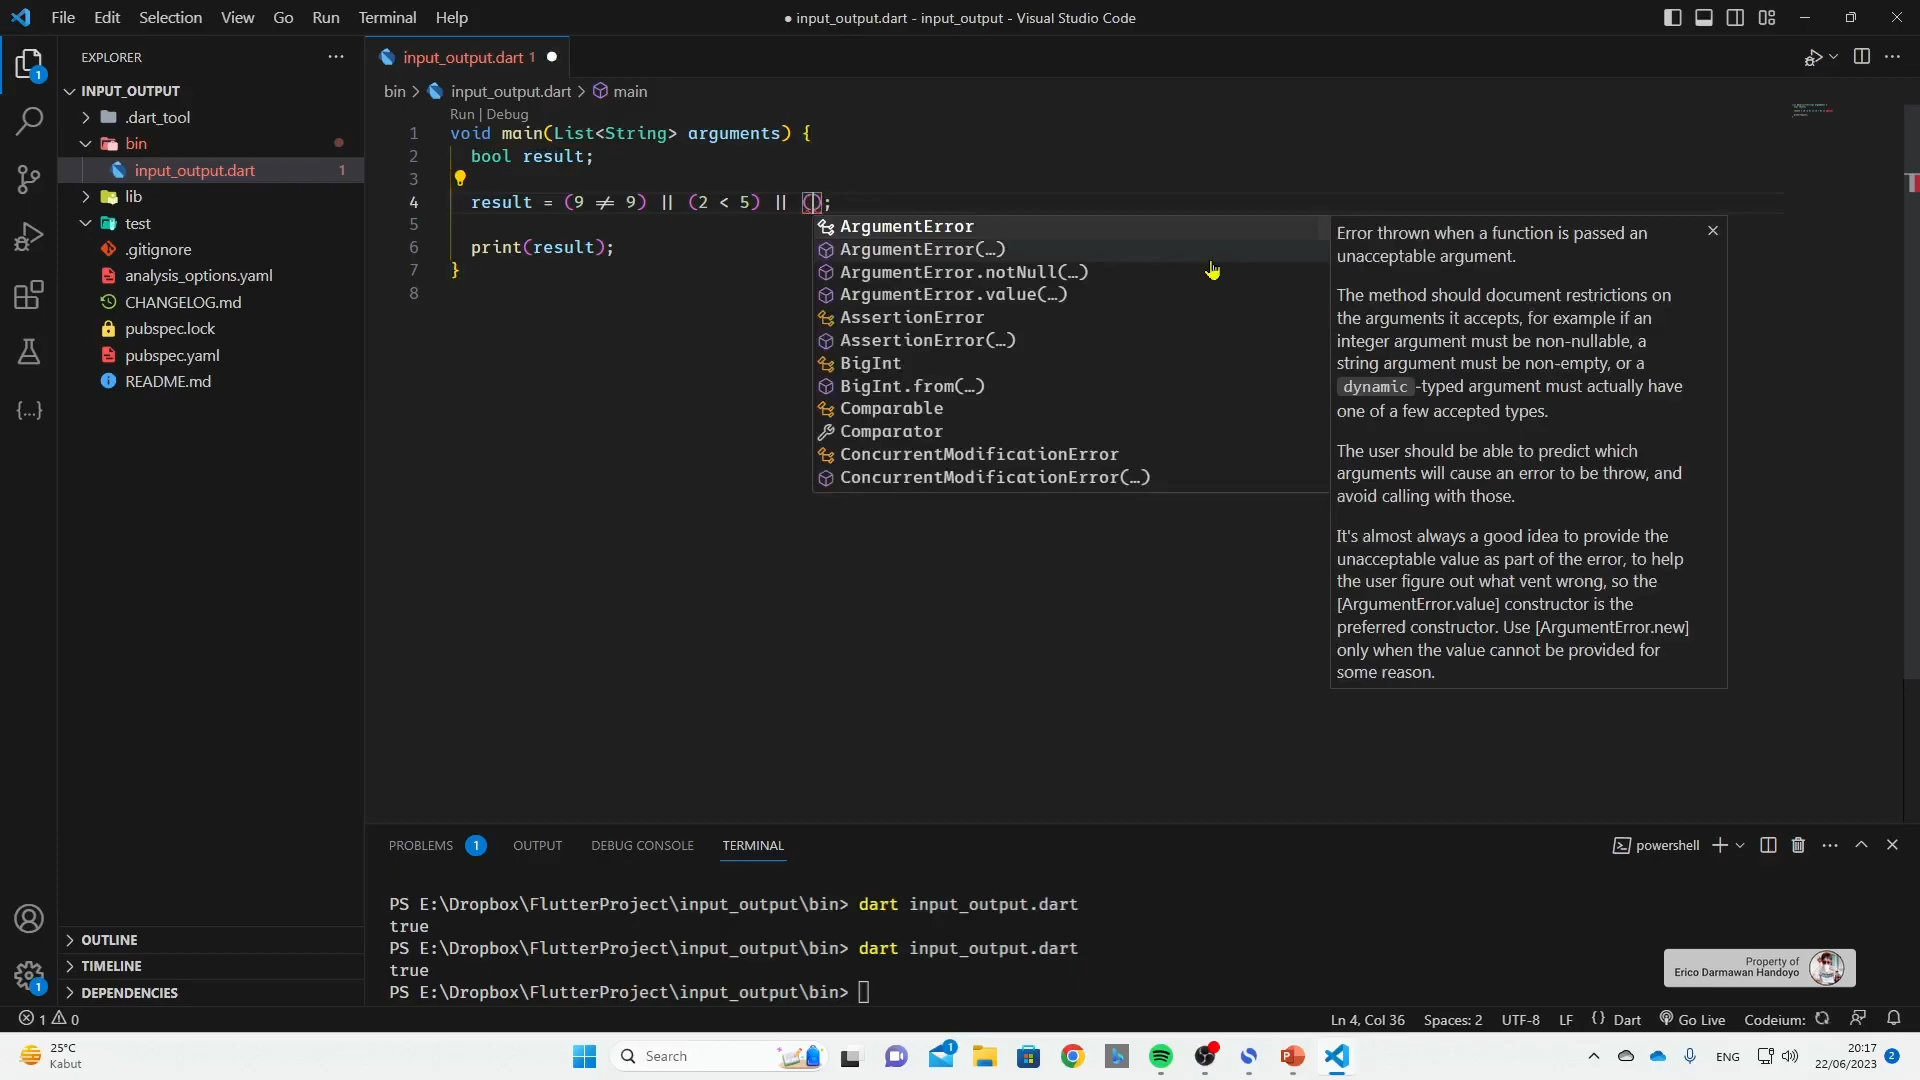 File Edit Selection View Go Run Terminal Help
● input_output.dart - input_output - Visual Studio Code
EXPLORER
INPUT_OUTPUT
.dart_tool
bin
input_output.dart 1
lib
test
.gitignore
analysis_options.yaml
CHANGELOG.md
pubspec.lock
pubspec.yaml
README.md
OUTLINE
TIMELINE
DEPENDENCIES
input_output.dart 1
bin > input_output.dart > main
Run | Debug
1 void main(List<String> arguments) {
2 bool result;
3
4 result = (9 ≠ 9) || (2 < 5) || ();
5
6 print(result);
7 }
8
ArgumentError
ArgumentError(…)
ArgumentError.notNull(…)
ArgumentError.value(…)
AssertionError
AssertionError(…)
BigInt
BigInt.from(…)
Comparable
Comparator
ConcurrentModificationError
ConcurrentModificationError(…)
Error thrown when a function is passed an
unacceptable argument.
The method should document restrictions on
the arguments it accepts, for example if an
integer argument must be non-nullable, a
string argument must be non-empty, or a
dynamic -typed argument must actually have
one of a few accepted types.
The user should be able to predict which
arguments will cause an error to be throw, and
avoid calling with those.
It's almost always a good idea to provide the
unacceptable value as part of the error, to help
the user figure out what vent wrong, so the
[ArgumentError.value] constructor is the
preferred constructor. Use [ArgumentError.new]
only when the value cannot be provided for
some reason.
PROBLEMS 1 OUTPUT DEBUG CONSOLE TERMINAL
powershell
PS E:\Dropbox\FlutterProject\input_output\bin> dart input_output.dart
true
PS E:\Dropbox\FlutterProject\input_output\bin> dart input_output.dart
true
PS E:\Dropbox\FlutterProject\input_output\bin>
Property of
Erico Darmawan Handoyo
1 0
Ln 4, Col 36 Spaces: 2 UTF-8 LF {} Dart Go Live Codeium:
25°C
Kabut
Search
ENG
20:17
22/06/2023
2